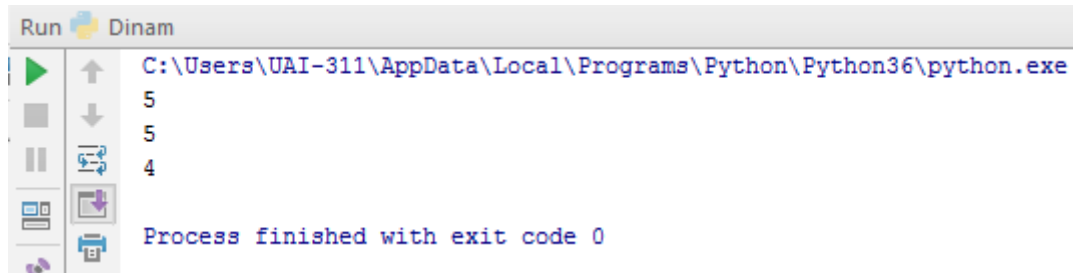 Run Dinam
C:\Users\UAI-311\AppData\Local\Programs\Python\Python36\python.exe
5
5
4
Process finished with exit code 0